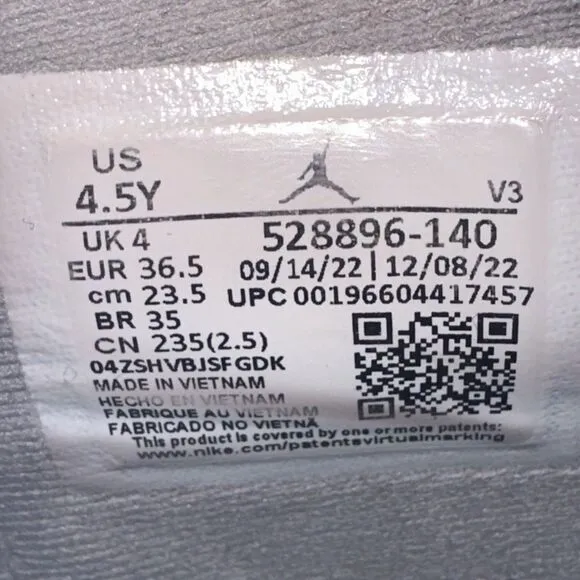 US
4.5Y
V3
UK 4
528896-140
EUR 36.5
09/14/22 | 12/08/22
cm 23.5
UPC 00196604417457
BR 35
CN 235(2.5)
04ZSHVBJSFGDK
MADE IN VIETNAM
HECHO EN VIETNAM
FABRIQUE AU VIETNAM
FABRICADO NO VIETNÃ
This product is covered by one or more patents
www.nike.com/patentsvirtualmarking